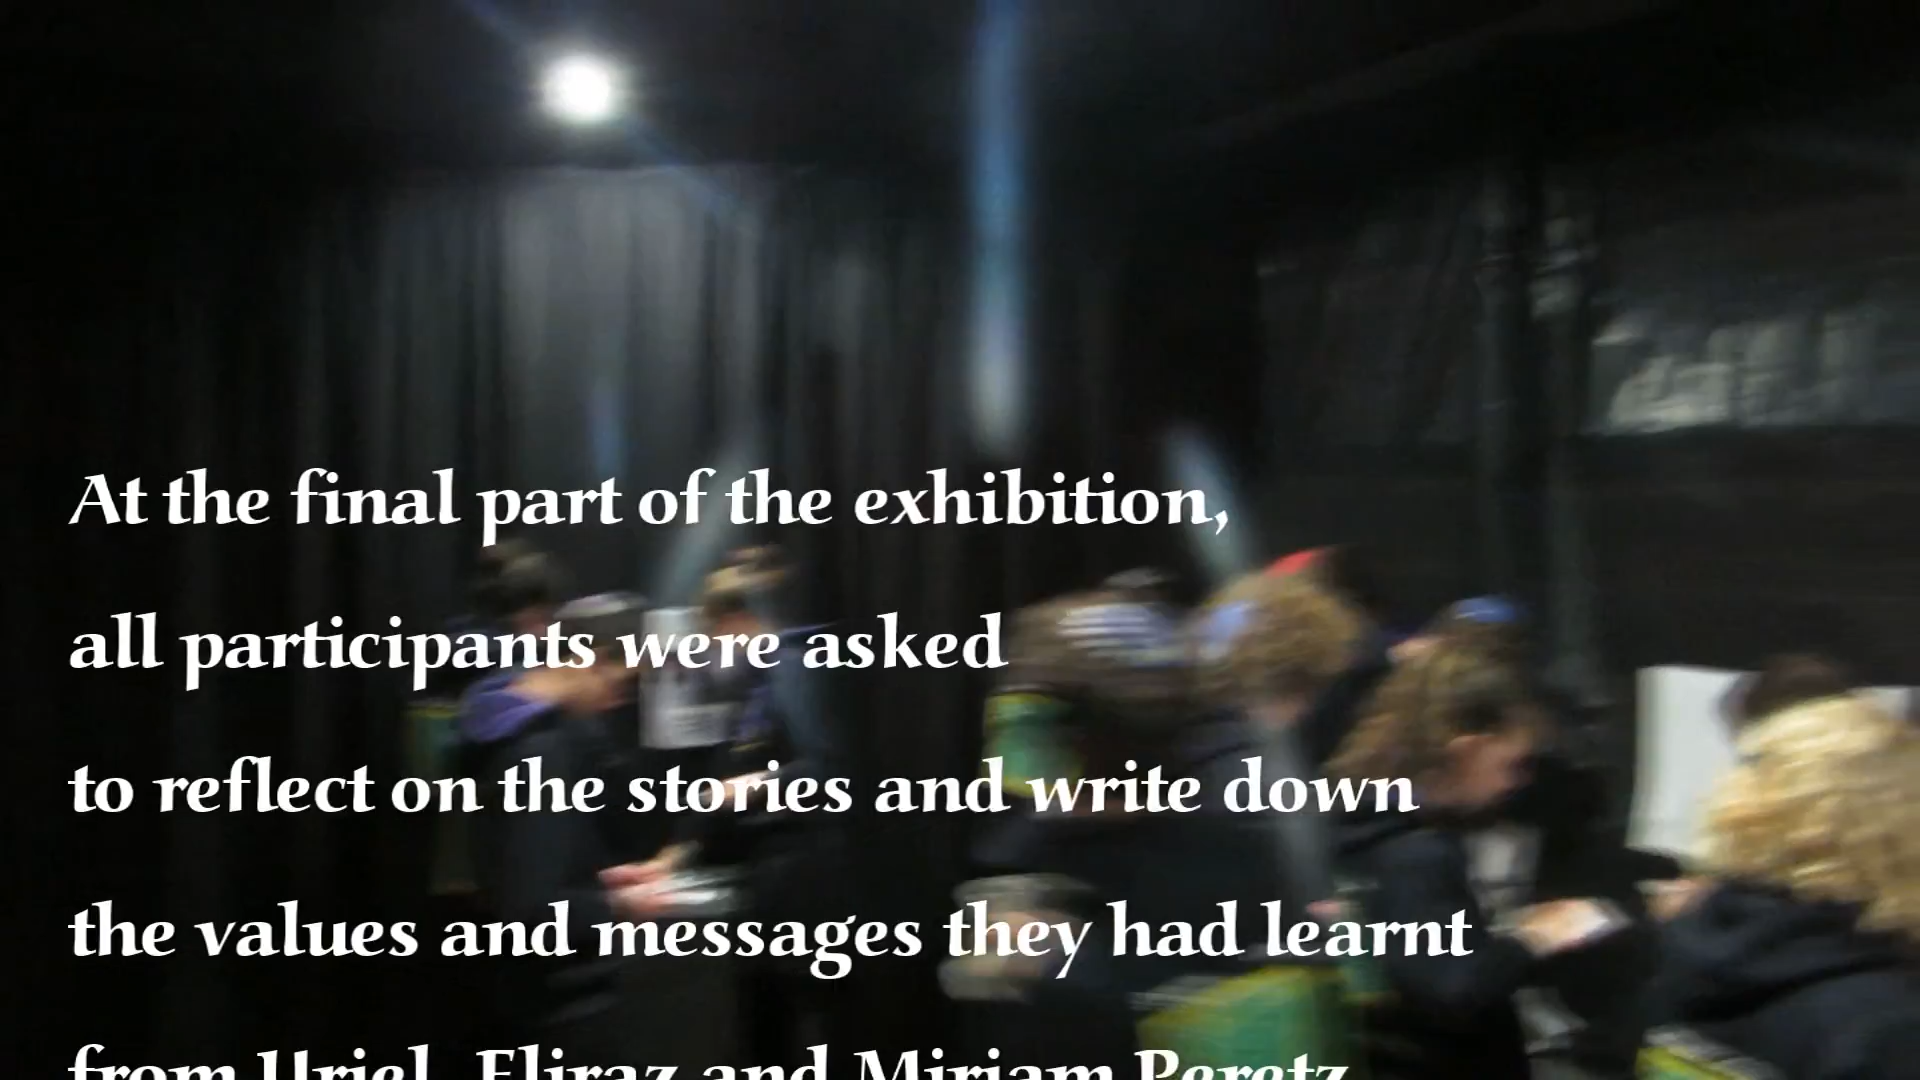 At the final part of the exhibition,
all participants were asked
to reflect on the stories and write down
the values and messages they had learnt
from Uriel, Eliraz and Miriam Peretz